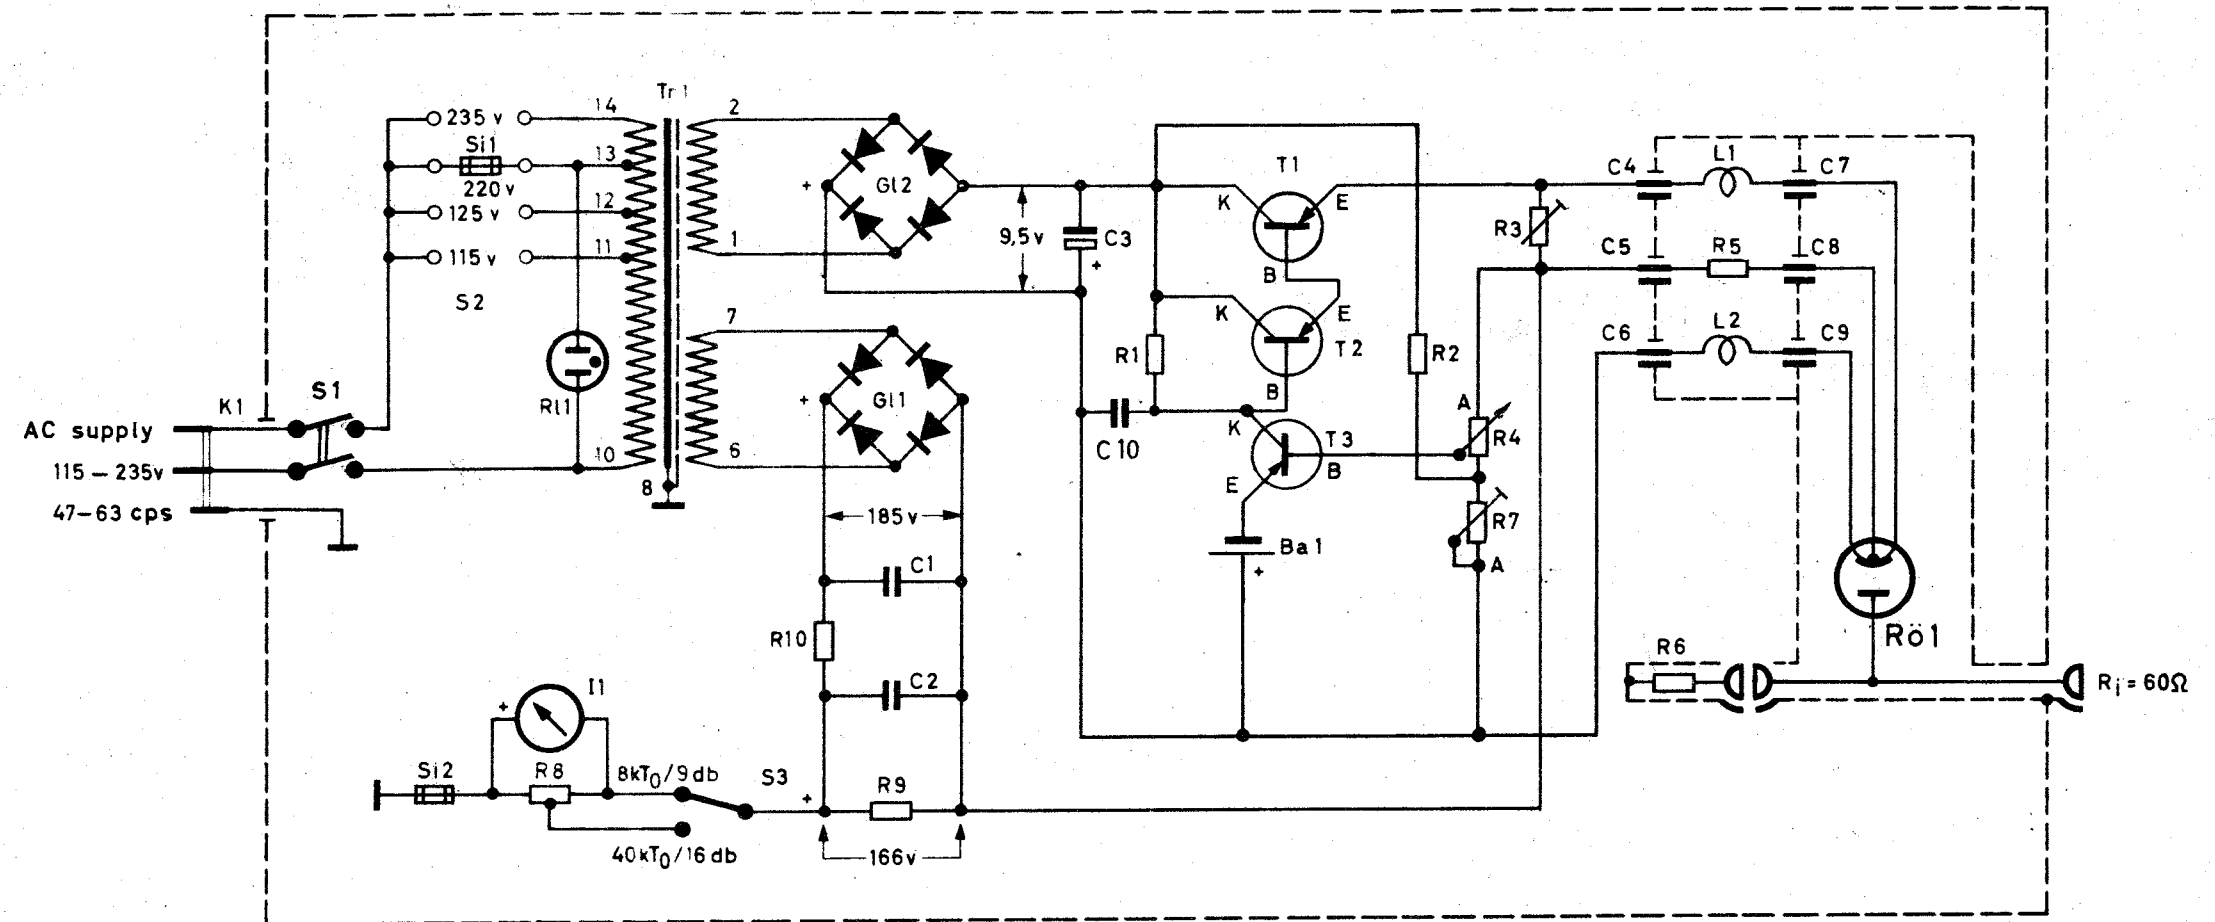 Tr 1
14
235 v
2
Si1
13
220 v
12
125 v
11
115 v
1
S2
7
Rl1
10
6
8
S1
K1
AC supply
115 – 235v
47–63 cps
Gl2
+
9,5 v
C3
+
Gl1
+
185 v
C1
R10
C2
R9
+
166 v
S3
8kT0/9 db
40kT0/16 db
I1
+
Si2
R8
T1
K
E
B
K
E
T2
B
R1
R2
C10
K
T3
B
E
Ba1
+
A
R4
R7
A
R3
C4
L1
C7
C5
R5
C8
C6
L2
C9
Rö1
R6
Ri = 60Ω